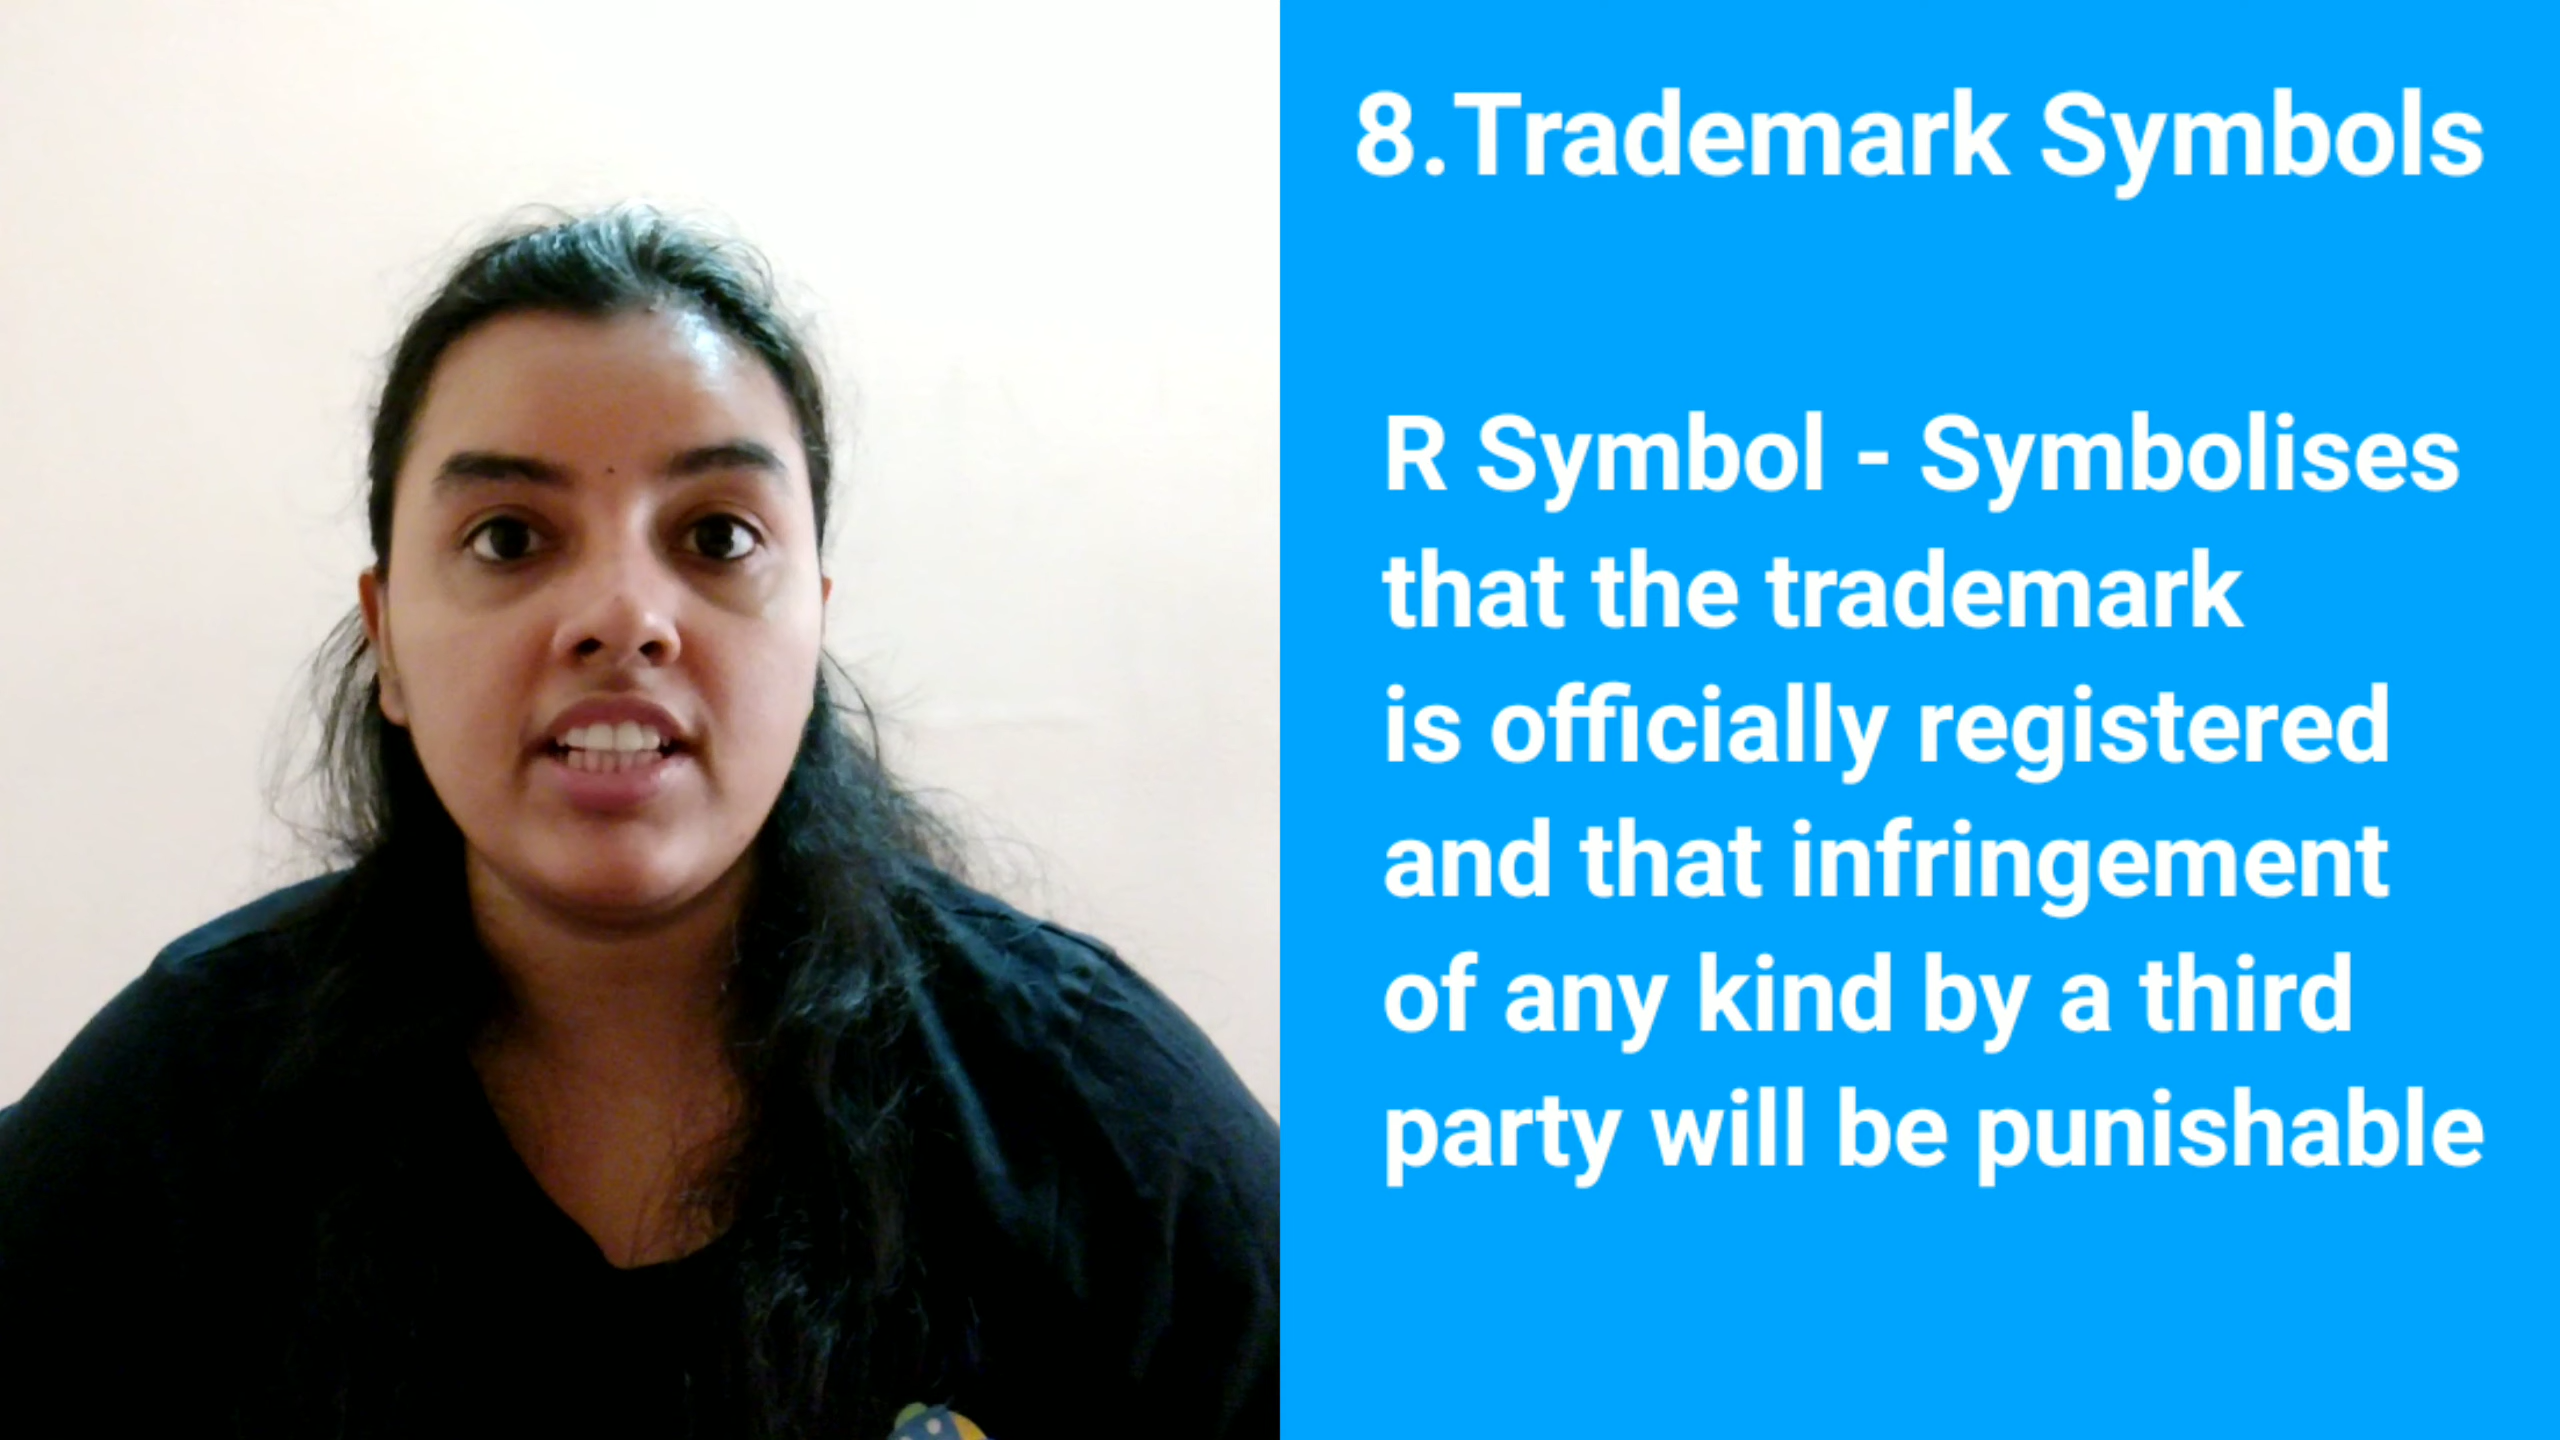 8.Trademark Symbols
R Symbol - Symbolises
that the trademark
is officially registered
and that infringement
of any kind by a third
party will be punishable